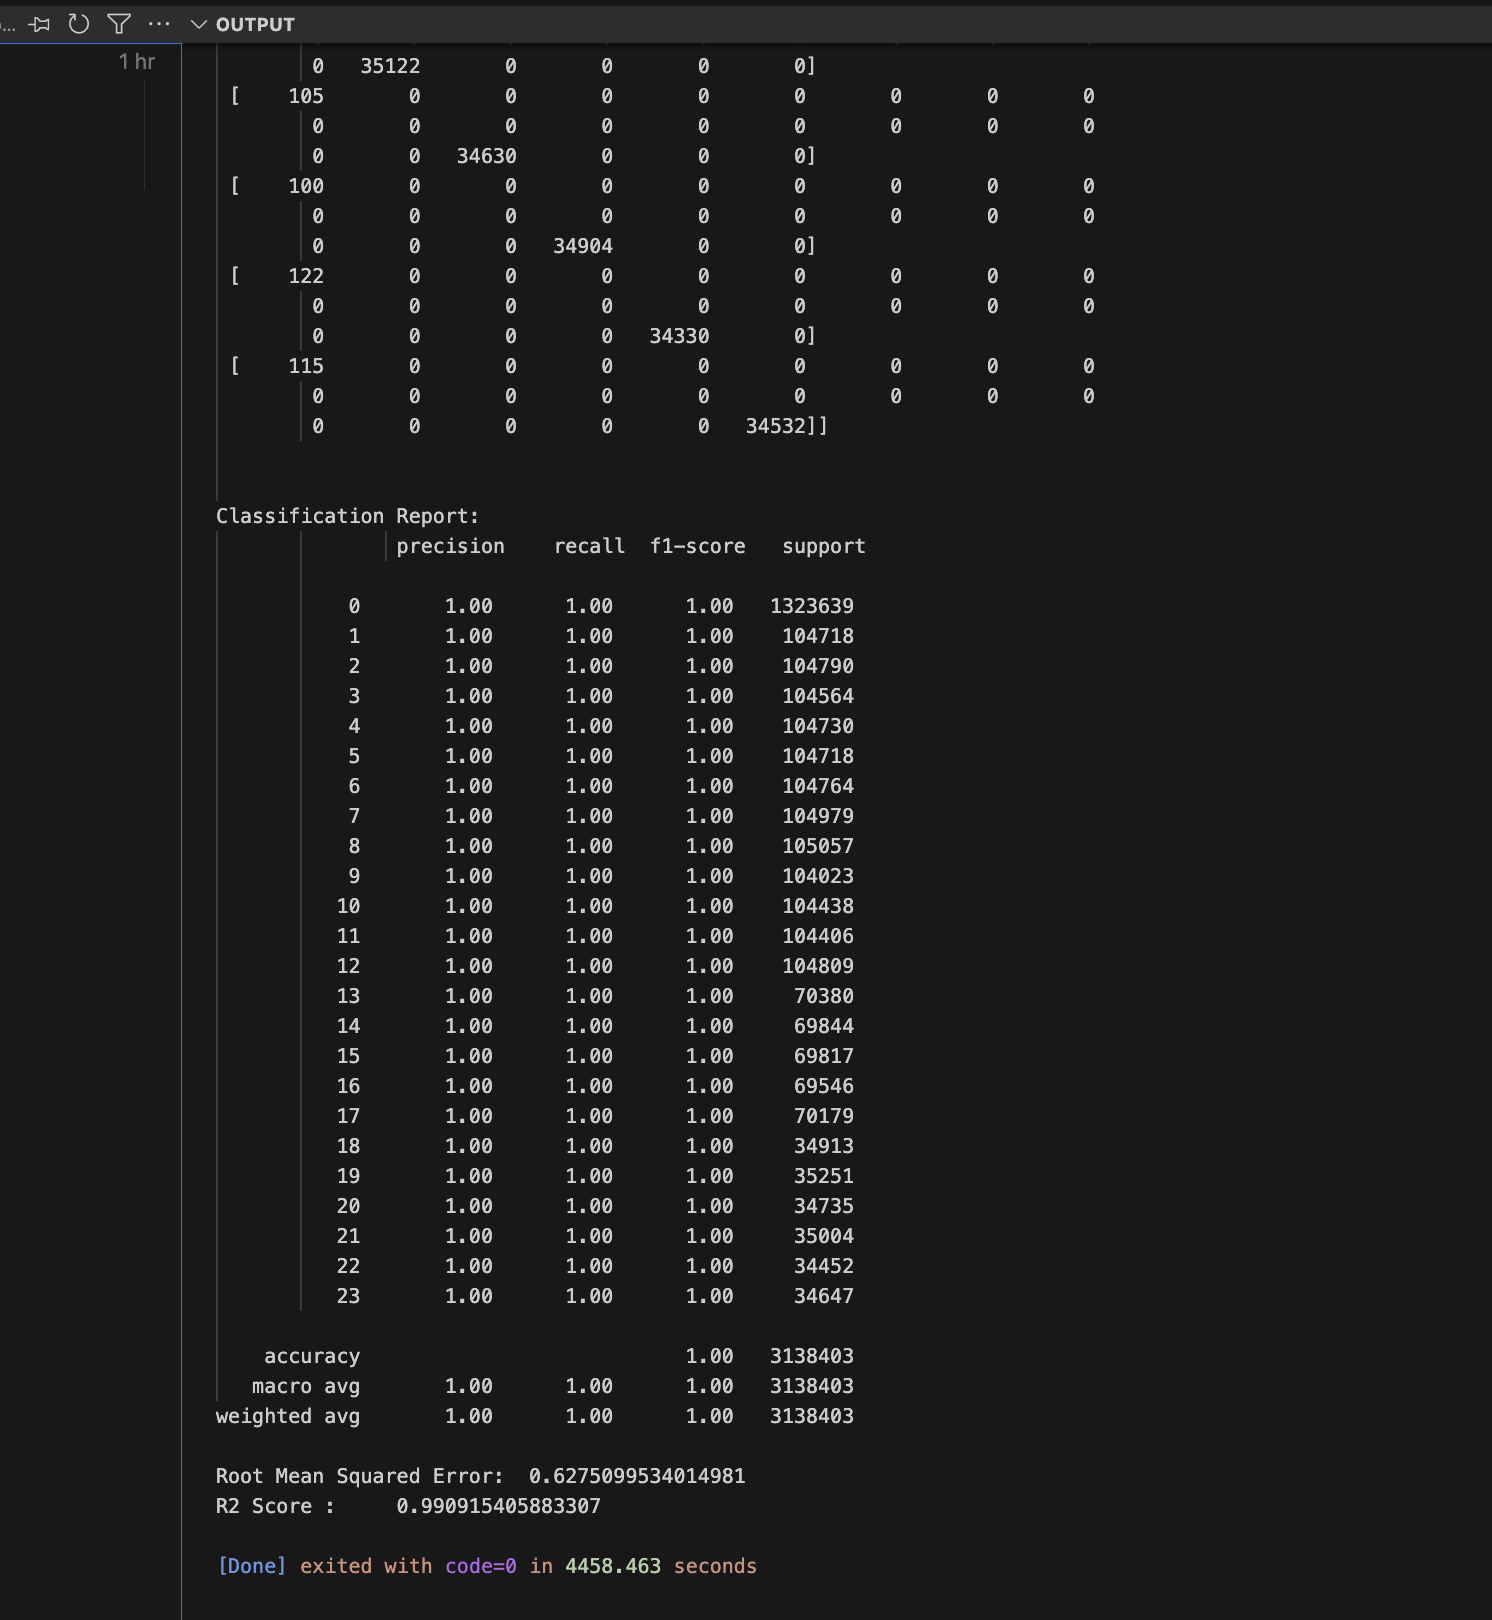 OUTPUT
1 hr
0 35122 0 0 0 0]
[ 105 0 0 0 0 0 0 0 0
0 0 0 0 0 0 0 0 0
0 0 34630 0 0 0]
[ 100 0 0 0 0 0 0 0 0
0 0 0 0 0 0 0 0 0
0 0 0 34904 0 0]
[ 122 0 0 0 0 0 0 0 0
0 0 0 0 0 0 0 0 0
0 0 0 0 34330 0]
[ 115 0 0 0 0 0 0 0 0
0 0 0 0 0 0 0 0 0
0 0 0 0 0 34532]]
Classification Report:
precision recall f1-score support
0 1.00 1.00 1.00 1323639
1 1.00 1.00 1.00 104718
2 1.00 1.00 1.00 104790
3 1.00 1.00 1.00 104564
4 1.00 1.00 1.00 104730
5 1.00 1.00 1.00 104718
6 1.00 1.00 1.00 104764
7 1.00 1.00 1.00 104979
8 1.00 1.00 1.00 105057
9 1.00 1.00 1.00 104023
10 1.00 1.00 1.00 104438
11 1.00 1.00 1.00 104406
12 1.00 1.00 1.00 104809
13 1.00 1.00 1.00 70380
14 1.00 1.00 1.00 69844
15 1.00 1.00 1.00 69817
16 1.00 1.00 1.00 69546
17 1.00 1.00 1.00 70179
18 1.00 1.00 1.00 34913
19 1.00 1.00 1.00 35251
20 1.00 1.00 1.00 34735
21 1.00 1.00 1.00 35004
22 1.00 1.00 1.00 34452
23 1.00 1.00 1.00 34647
accuracy 1.00 3138403
macro avg 1.00 1.00 1.00 3138403
weighted avg 1.00 1.00 1.00 3138403
Root Mean Squared Error: 0.6275099534014981
R2 Score : 0.990915405883307
[Done] exited with code=0 in 4458.463 seconds